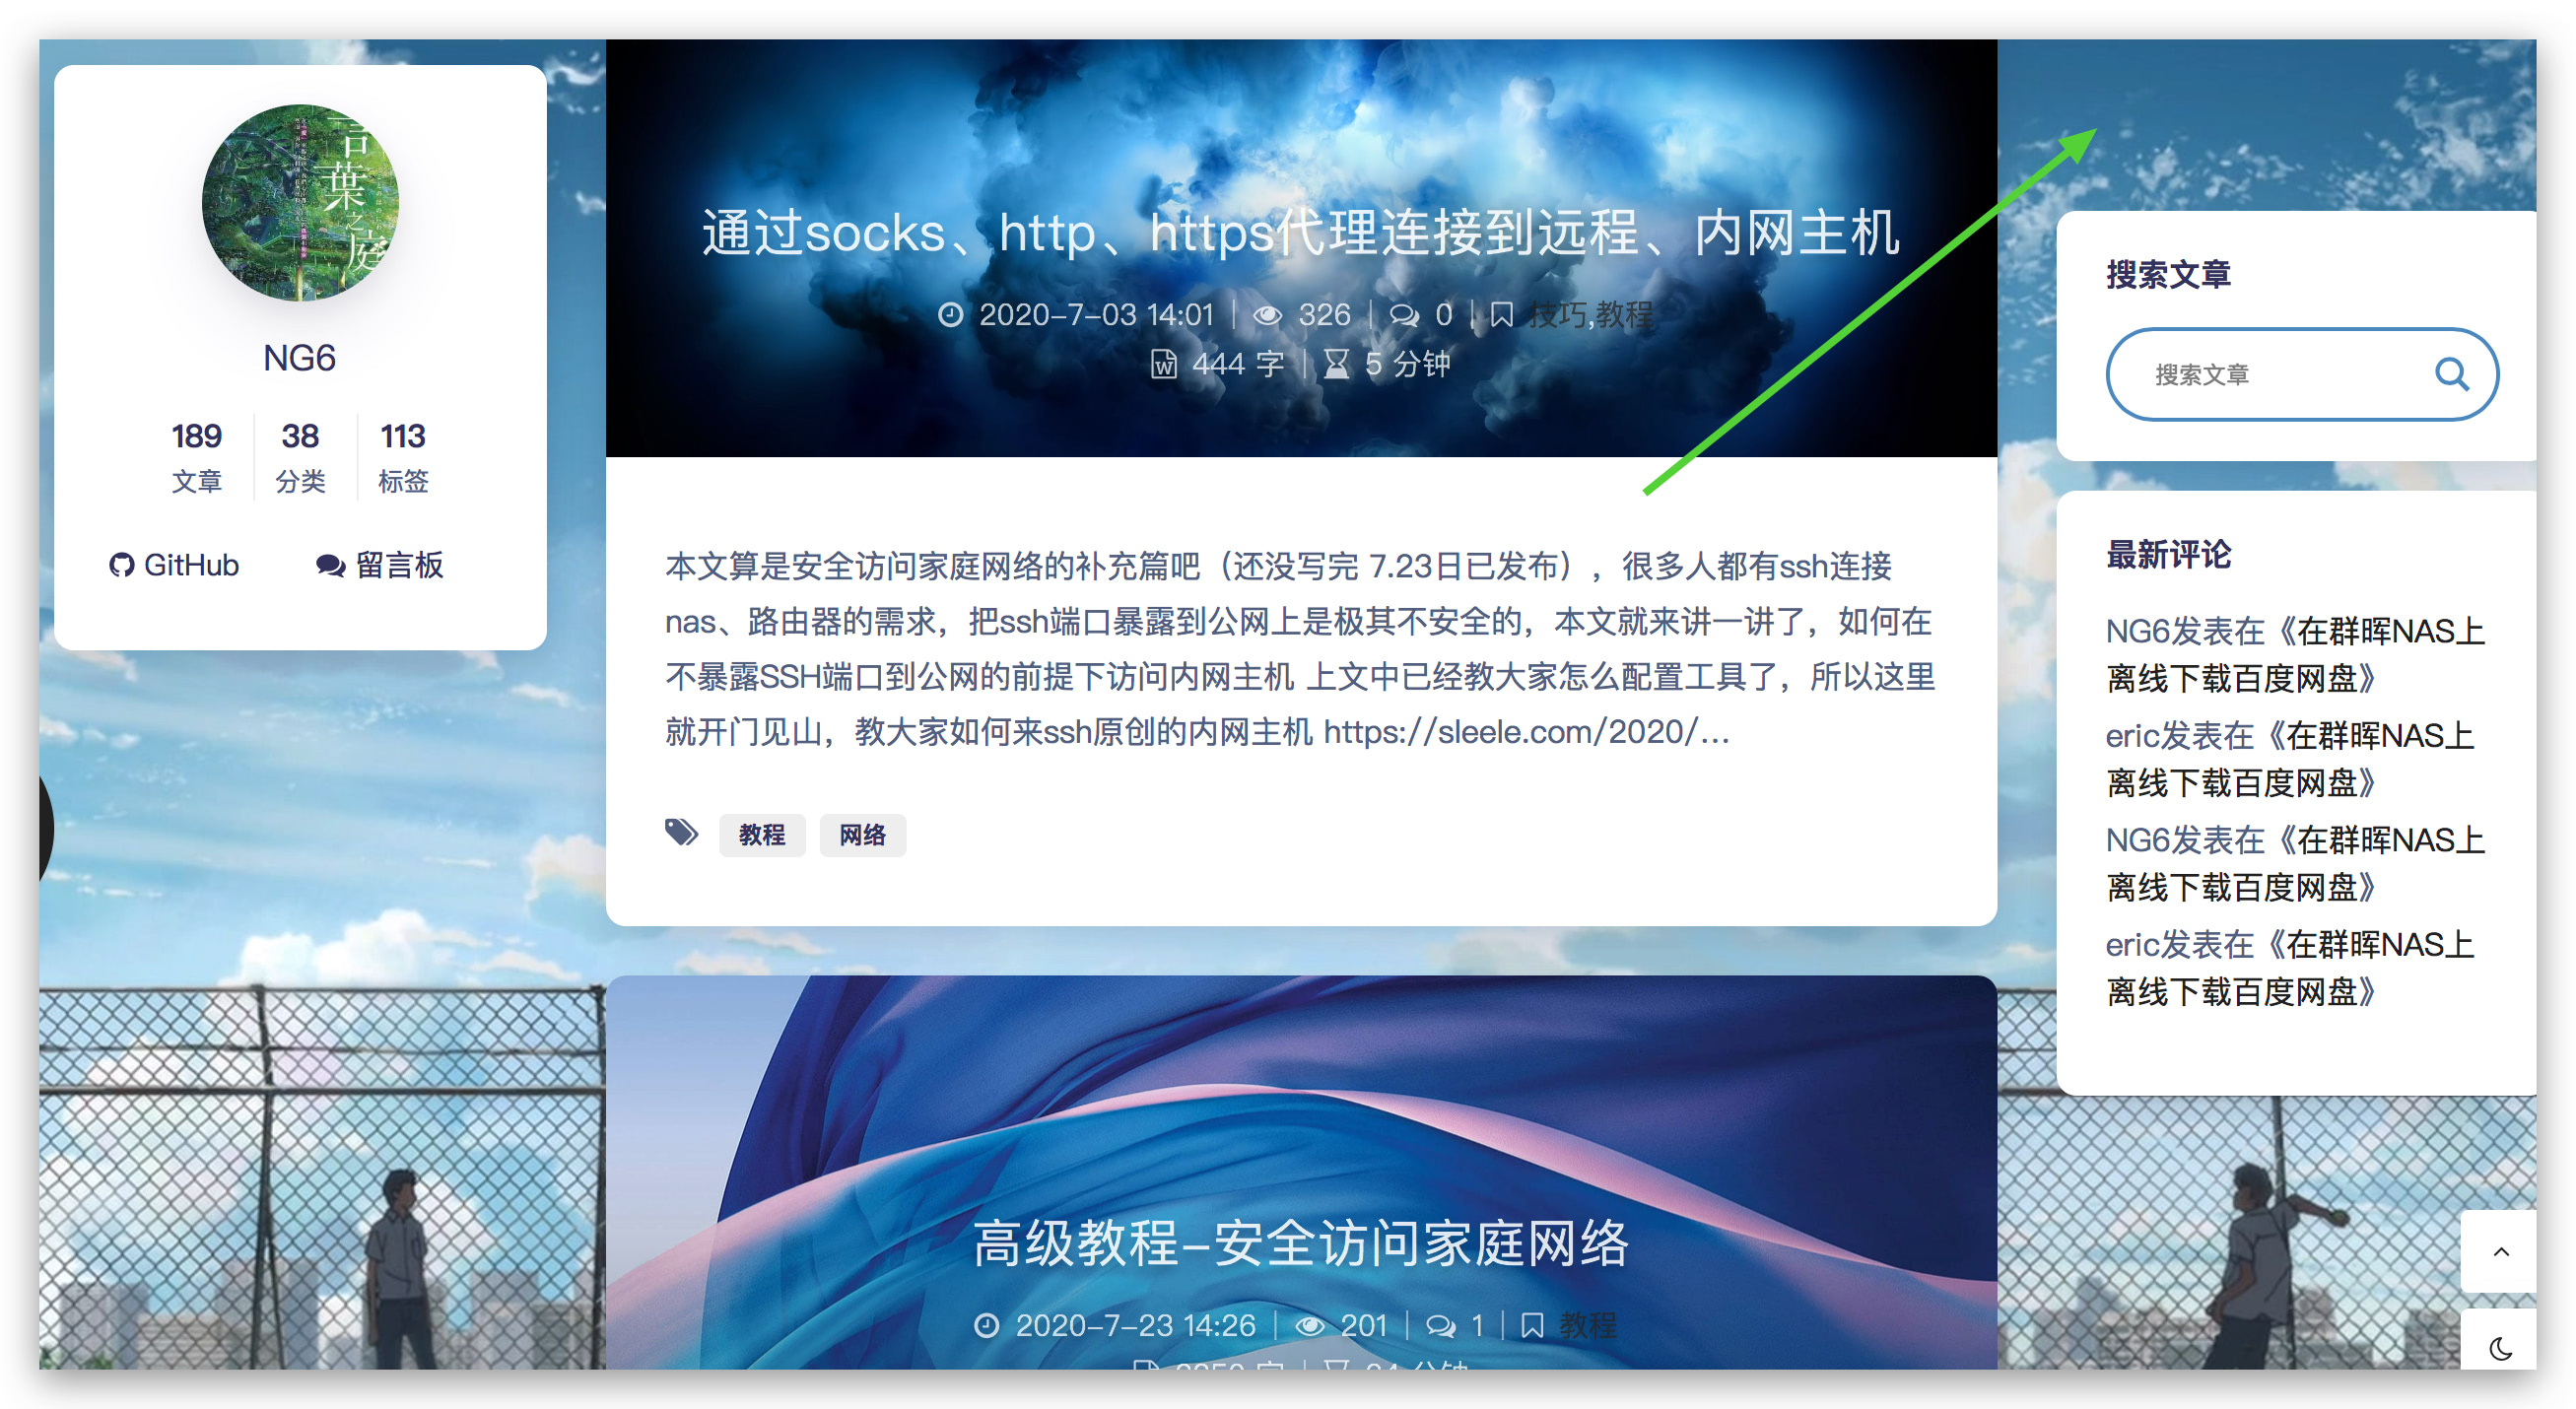 言葉之庭
NG6
189
38
113
文章
分类
标签
GitHub
留言板
通过socks、http、https代理连接到远程、内网主机
2020-7-03 14:01 | 326 | 0 | 技巧,教程
444 字 | 5 分钟
本文算是安全访问家庭网络的补充篇吧（还没写完 7.23日已发布），很多人都有ssh连接
nas、路由器的需求，把ssh端口暴露到公网上是极其不安全的，本文就来讲一讲了，如何在
不暴露SSH端口到公网的前提下访问内网主机 上文中已经教大家怎么配置工具了，所以这里
就开门见山，教大家如何来ssh原创的内网主机 https://sleele.com/2020/...
教程
网络
高级教程-安全访问家庭网络
2020-7-23 14:26 | 201 | 1 | 教程
搜索文章
搜索文章
最新评论
NG6发表在《在群晖NAS上
离线下载百度网盘》
eric发表在《在群晖NAS上
离线下载百度网盘》
NG6发表在《在群晖NAS上
离线下载百度网盘》
eric发表在《在群晖NAS上
离线下载百度网盘》